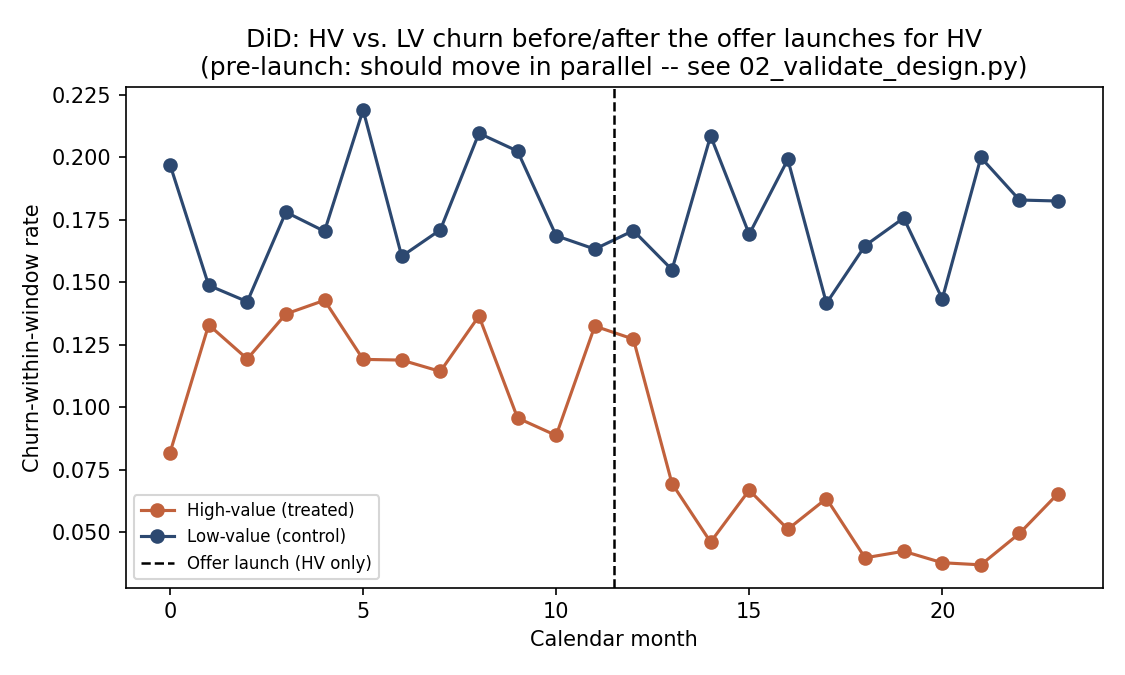 DiD: HV vs. LV churn before/after the offer launches for HV
(pre-launch: should move in parallel -- see 02_validate_design.py)
Churn-within-window rate
0.225
0.200
0.175
0.150
0.125
0.100
0.075
0.050
High-value (treated)
Low-value (control)
Offer launch (HV only)
0 5 10 15 20
Calendar month